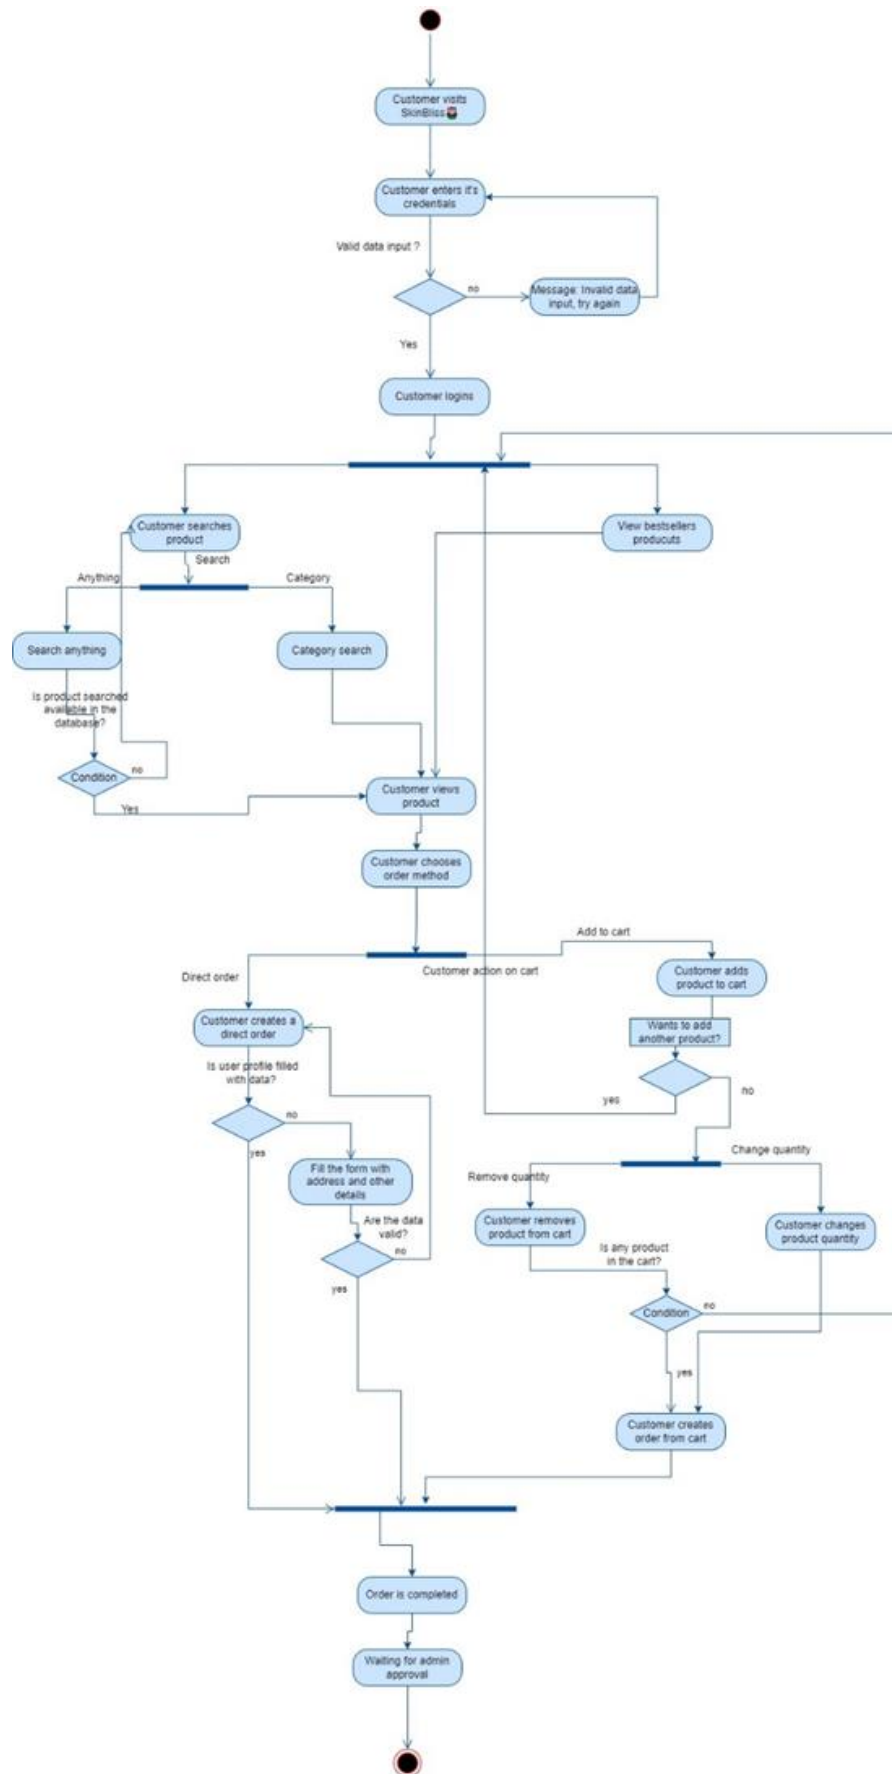 Customer visits
SkinBliss
Customer enters it's
credentials
Valid data input ?
no
Message: Invalid data
input, try again
Yes
Customer logins
Customer searches
product
View bestsellers
producuts
Search
Anything
Category
Search anything
Category search
Is product searched
available in the
database?
Condition
no
Yes
Customer views
product
Customer chooses
order method
Add to cart
Customer action on cart
Direct order
Customer adds
product to cart
Customer creates a
direct order
Wants to add
another product?
Is user profile filled
with data?
no
yes
no
yes
Change quantity
Fill the form with
address and other
details
Remove quantity
Are the data
valid?
no
yes
Customer removes
product from cart
Customer changes
product quantity
Is any product
in the cart?
Condition
no
yes
Customer creates
order from cart
Order is completed
Waiting for admin
approval